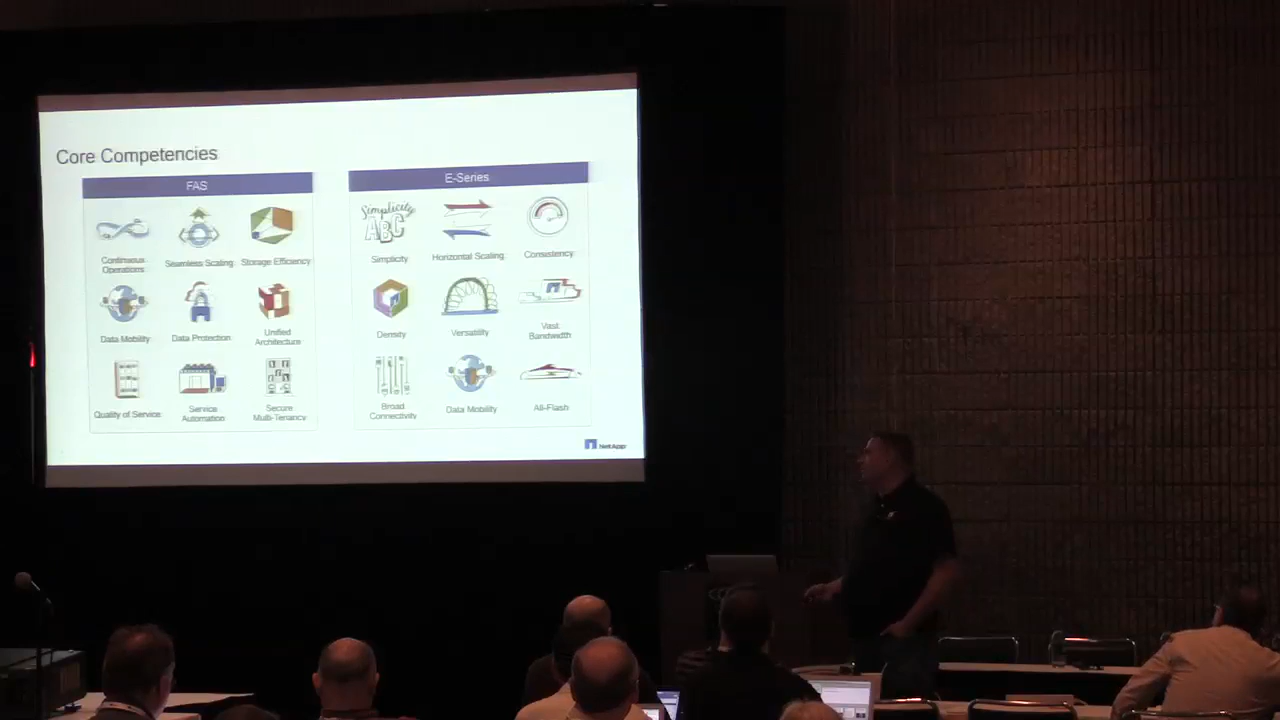 Core Competencies
FAS
Continuous
Operations
Seamless Scaling
Storage Efficiency
Data Mobility
Data Protection
Unified
Architecture
Quality of Service
Service
Automation
Secure
Multi-Tenancy
E-Series
Simplicity
ABC
Simplicity
Horizontal Scaling
Consistency
Density
Versatility
Vast
Bandwidth
Broad
Connectivity
Data Mobility
All-Flash
NetApp